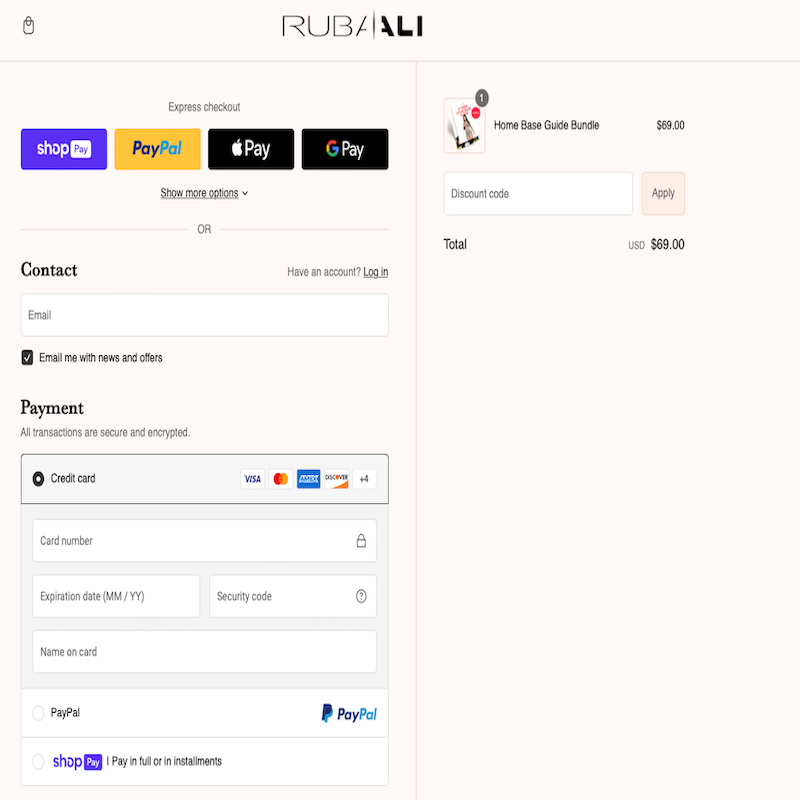 RUBA ALI
Express checkout
shop Pay
PayPal
Pay
G Pay
Show more options
OR
Contact
Have an account? Log in
Email
Email me with news and offers
Payment
All transactions are secure and encrypted.
Credit card
VISA
AMEX
DISCOVER
+4
Card number
Expiration date (MM / YY)
Security code
?
Name on card
PayPal
PayPal
shop Pay | Pay in full or in installments
1
Home Base Guide Bundle
$69.00
Discount code
Apply
Total
USD $69.00